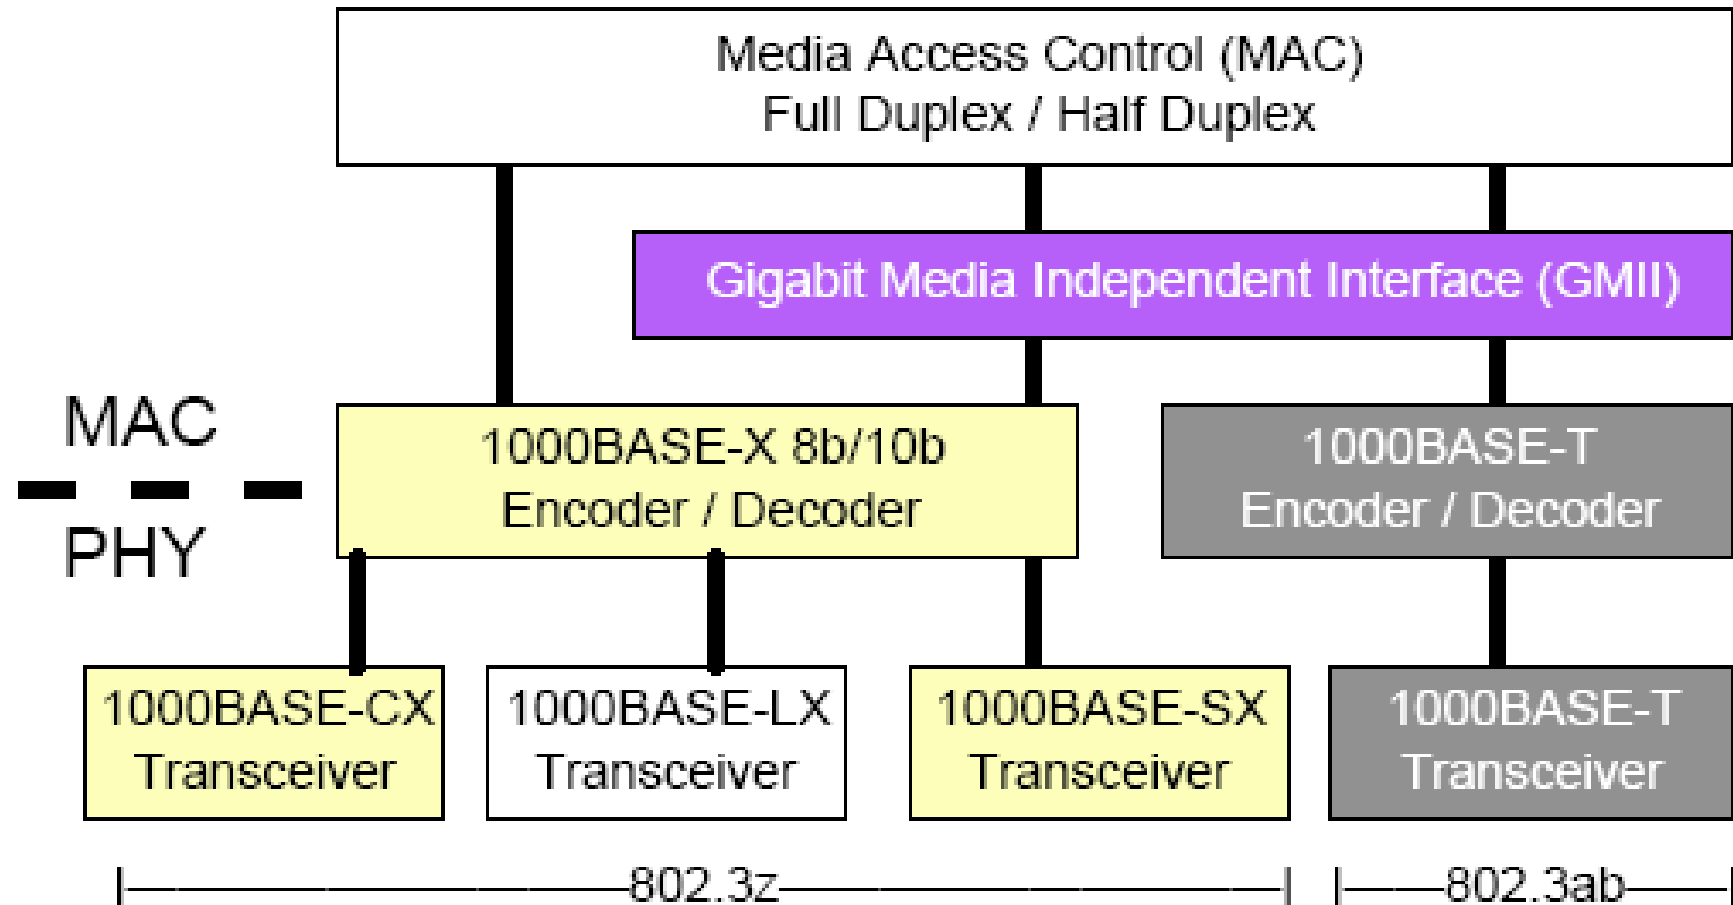 Media Access Control (MAC)
Full Duplex / Half Duplex
Gigabit Media Independent Interface (GMII)
MAC
PHY
1000BASE-X 8b/10b
Encoder / Decoder
1000BASE-T
Encoder / Decoder
1000BASE-CX
Transceiver
1000BASE-LX
Transceiver
1000BASE-SX
Transceiver
1000BASE-T
Transceiver
802.3z
802.3ab